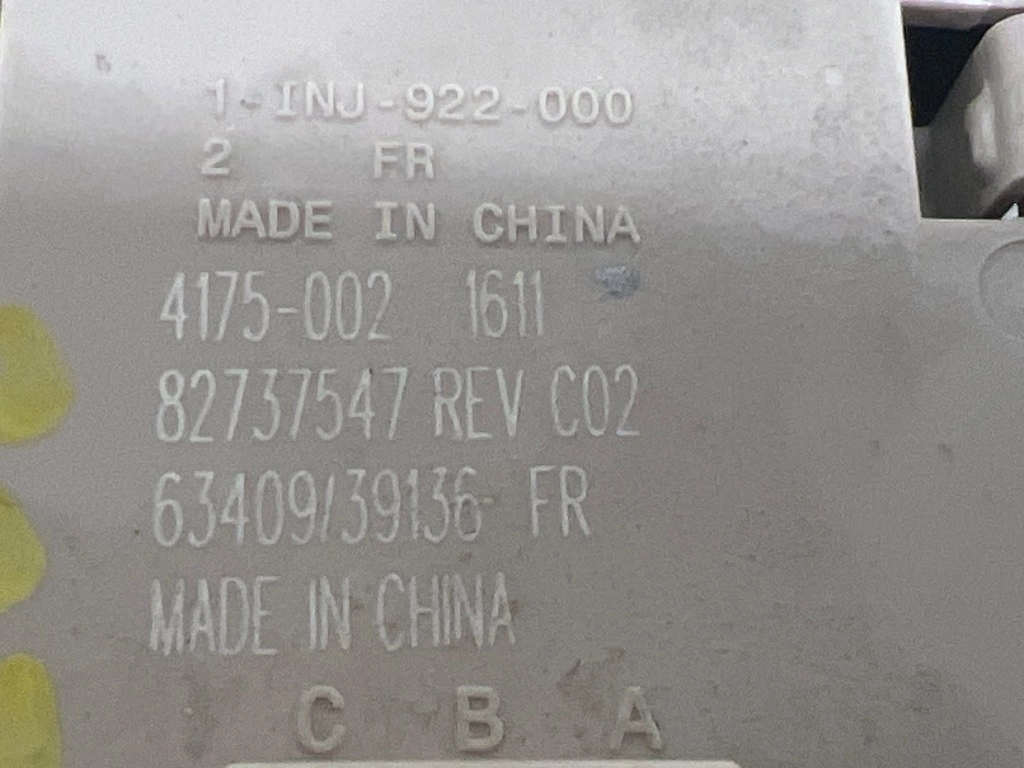 1-INJ-922-000
2 FR
MADE IN CHINA
4175-002 1611
82737547 REV C02
63409/39136 FR
MADE IN CHINA
C B A